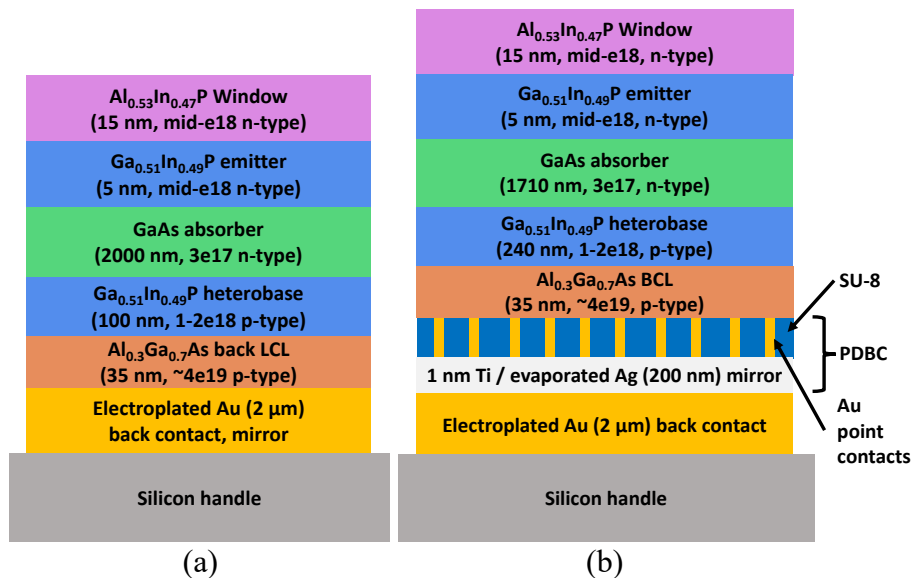 Al₀.₅₃In₀.₄₇P Window
(15 nm, mid-e18 n-type)
Ga₀.₅₁In₀.₄₉P emitter
(5 nm, mid-e18 n-type)
GaAs absorber
(2000 nm, 3e17 n-type)
Ga₀.₅₁In₀.₄₉P heterobase
(100 nm, 1-2e18 p-type)
Al₀.₃Ga₀.₇As back LCL
(35 nm, ~4e19 p-type)
Electroplated Au (2 µm)
back contact, mirror
Silicon handle
(a)
Al₀.₅₃In₀.₄₇P Window
(15 nm, mid-e18, n-type)
Ga₀.₅₁In₀.₄₉P emitter
(5 nm, mid-e18, n-type)
GaAs absorber
(1710 nm, 3e17, n-type)
Ga₀.₅₁In₀.₄₉P heterobase
(240 nm, 1-2e18, p-type)
Al₀.₃Ga₀.₇As BCL
(35 nm, ~4e19, p-type)
1 nm Ti / evaporated Ag (200 nm) mirror
Electroplated Au (2 µm) back contact
Silicon handle
(b)
SU-8
PDBC
Au
point
contacts